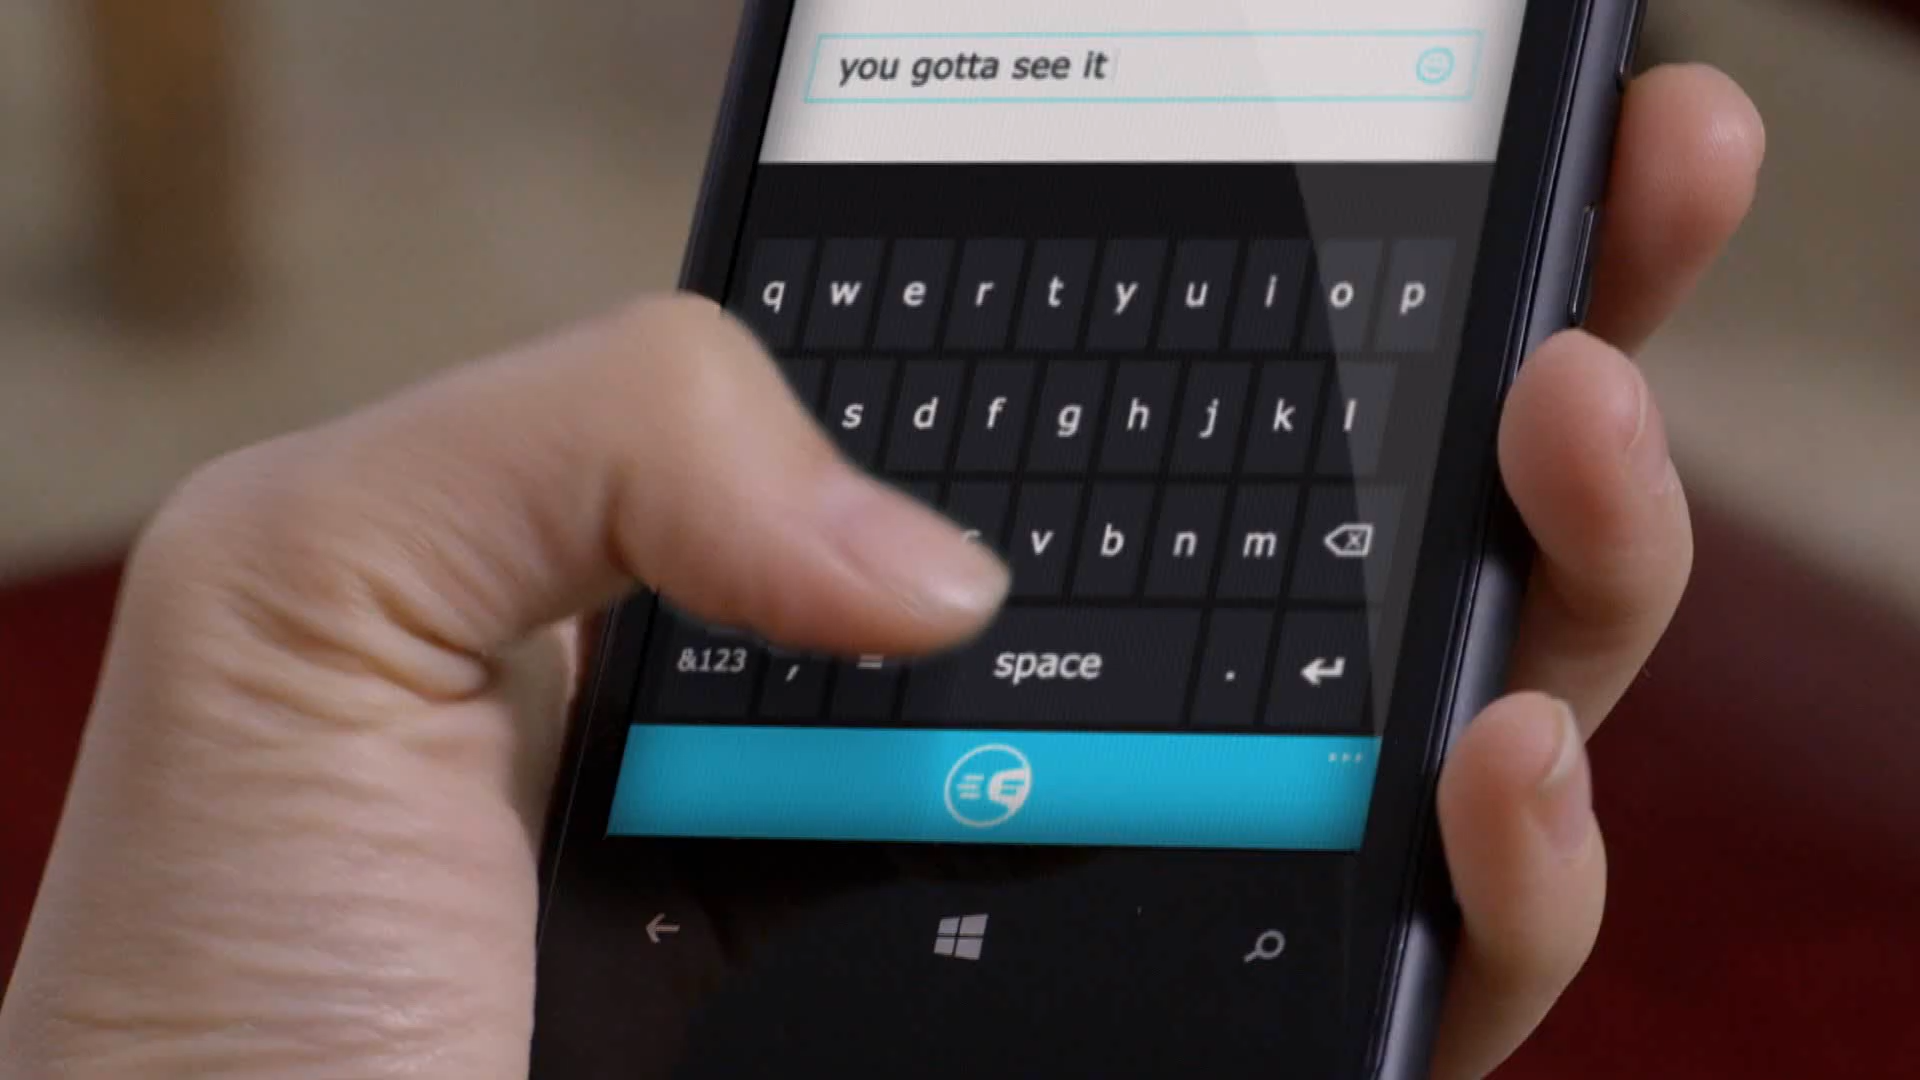 you gotta see it
q w e r t y u i o p
s d f g h j k l
v b n m
&123 , space .